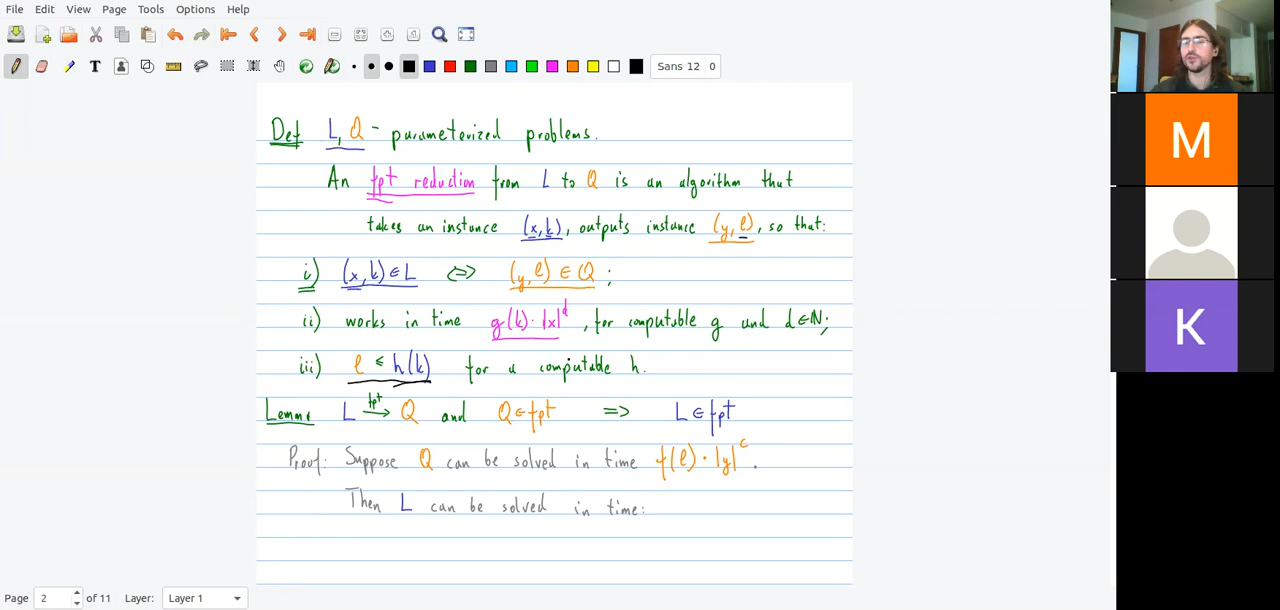 File Edit View Page Tools Options Help
Sans 12 0
Def L, Q - parameterized problems.
An fpt reduction from L to Q is an algorithm that
takes an instance (x, k), outputs instance (y, ℓ), so that:
i) (x, k) ∈ L ⇔ (y, ℓ) ∈ Q ;
ii) works in time g(k) · |x|^d, for computable g and d ∈ ℕ;
iii) ℓ ≤ h(k) for a computable h.
Lemma L →^fpt Q and Q ∈ fpt ⇒ L ∈ fpt
Proof: Suppose Q can be solved in time f(ℓ) · |y|^c.
Then L can be solved in time:
Page 2 of 11 Layer: Layer 1
M
K